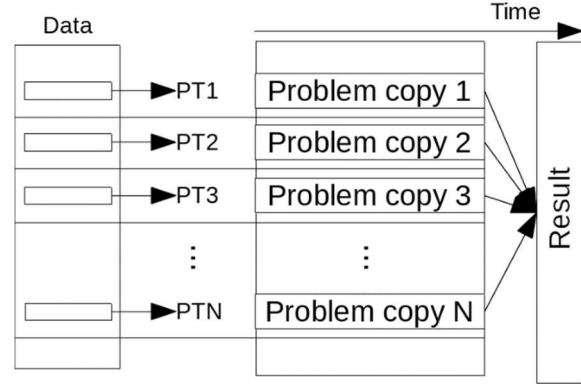 Time
Data
PT1 Problem copy 1
PT2 Problem copy 2
PT3 Problem copy 3
... ...
PTN Problem copy N
Result